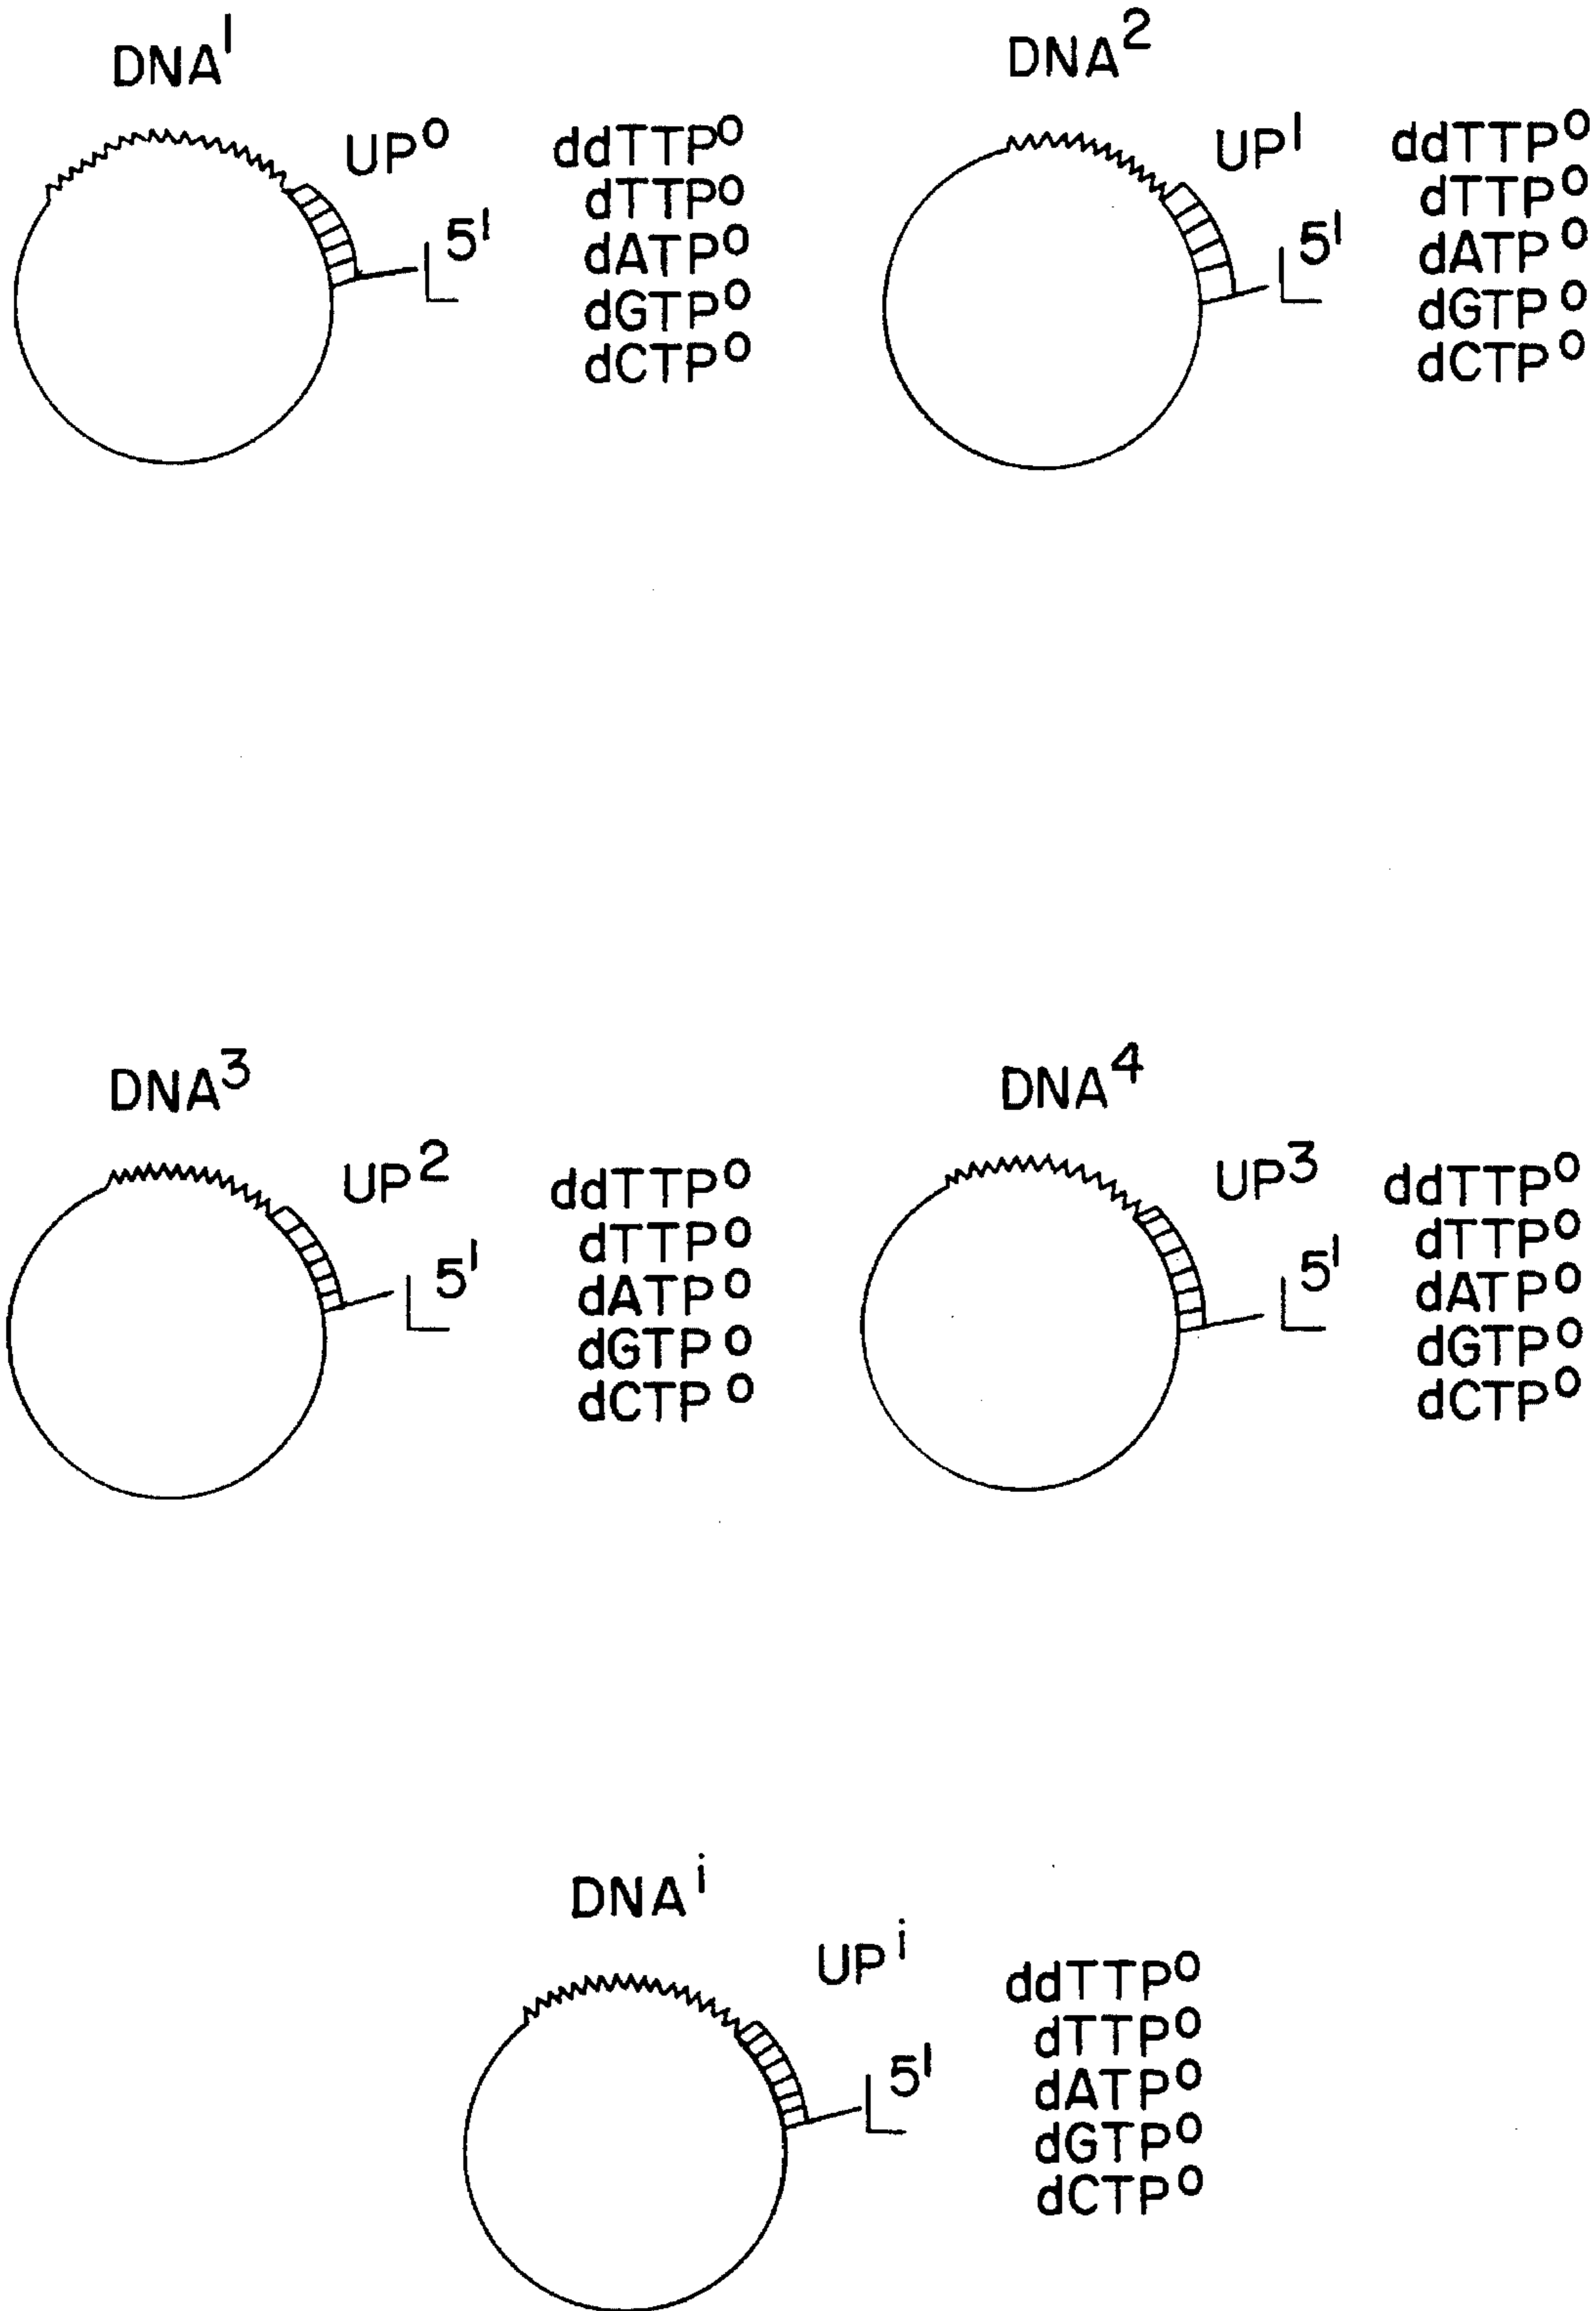 DNA¹
UP⁰
5'
ddTTP⁰
dTTP⁰
dATP⁰
dGTP⁰
dCTP⁰
DNA²
UP¹
5'
ddTTP⁰
dTTP⁰
dATP⁰
dGTP⁰
dCTP⁰
DNA³
UP²
5'
ddTTP⁰
dTTP⁰
dATP⁰
dGTP⁰
dCTP⁰
DNA⁴
UP³
5'
ddTTP⁰
dTTP⁰
dATP⁰
dGTP⁰
dCTP⁰
DNAⁱ
UPⁱ
5'
ddTTP⁰
dTTP⁰
dATP⁰
dGTP⁰
dCTP⁰